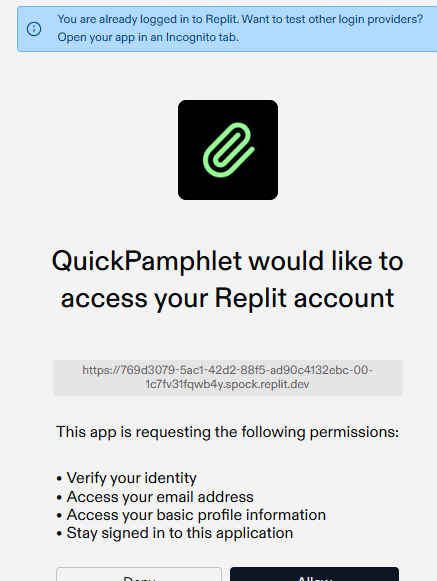 You are already logged in to Replit. Want to test other login providers?
Open your app in an Incognito tab.
QuickPamphlet would like to
access your Replit account
https://769d3079-5ac1-42d2-88f5-ad90c4132ebc-00-
1c7fv31fqwb4y.spock.replit.dev
This app is requesting the following permissions:
• Verify your identity
• Access your email address
• Access your basic profile information
• Stay signed in to this application
Deny Allow